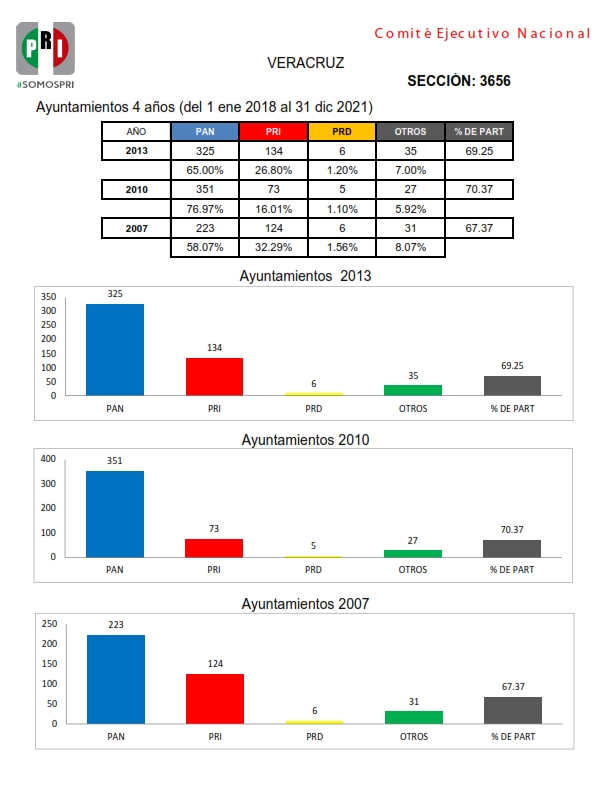 Comité Ejecutivo Nacional
PRI
#SOMOSPRI
VERACRUZ
SECCIÓN: 3656
Ayuntamientos 4 años (del 1 ene 2018 al 31 dic 2021)
AÑO PAN PRI PRD OTROS % DE PART
2013 325 134 6 35 69.25
65.00% 26.80% 1.20% 7.00%
2010 351 73 5 27 70.37
76.97% 16.01% 1.10% 5.92%
2007 223 124 6 31 67.37
58.07% 32.29% 1.56% 8.07%
Ayuntamientos 2013
350
300
250
200
150
100
50
0
325
134
6
35
69.25
PAN PRI PRD OTROS % DE PART
Ayuntamientos 2010
400
300
200
100
0
351
73
5
27
70.37
PAN PRI PRD OTROS % DE PART
Ayuntamientos 2007
250
200
150
100
50
0
223
124
6
31
67.37
PAN PRI PRD OTROS % DE PART